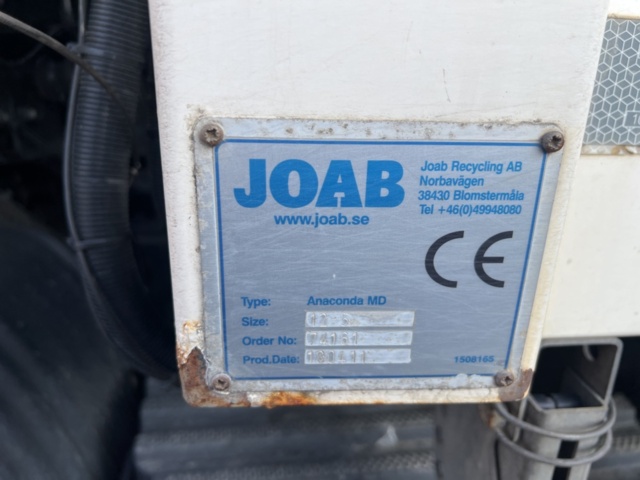 JOAB
www.joab.se
Joab Recycling AB
Norbavägen
38430 Blomstermåla
Tel +46(0)49948080
CE
Type: Anaconda MD
Size:
Order No:
Prod.Date:
1508165